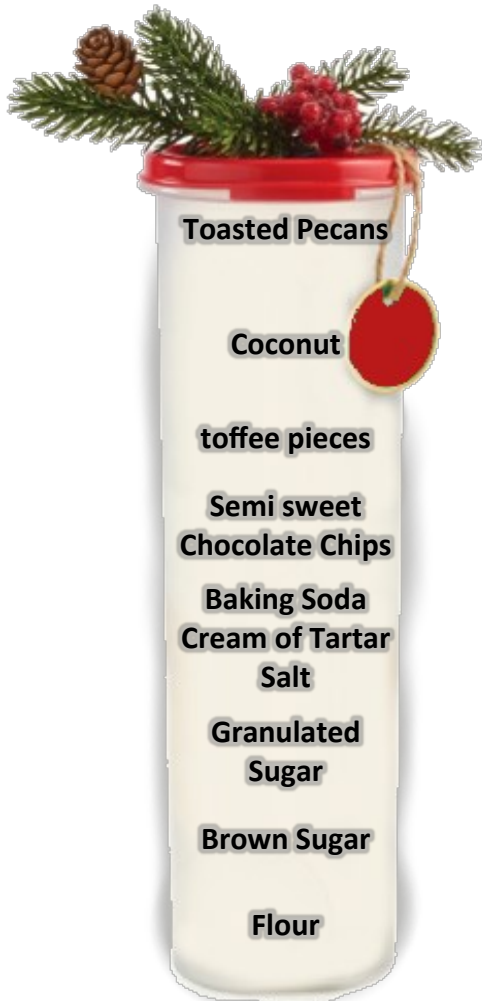 Toasted Pecans
Coconut
toffee pieces
Semi sweet
Chocolate Chips
Baking Soda
Cream of Tartar
Salt
Granulated
Sugar
Brown Sugar
Flour